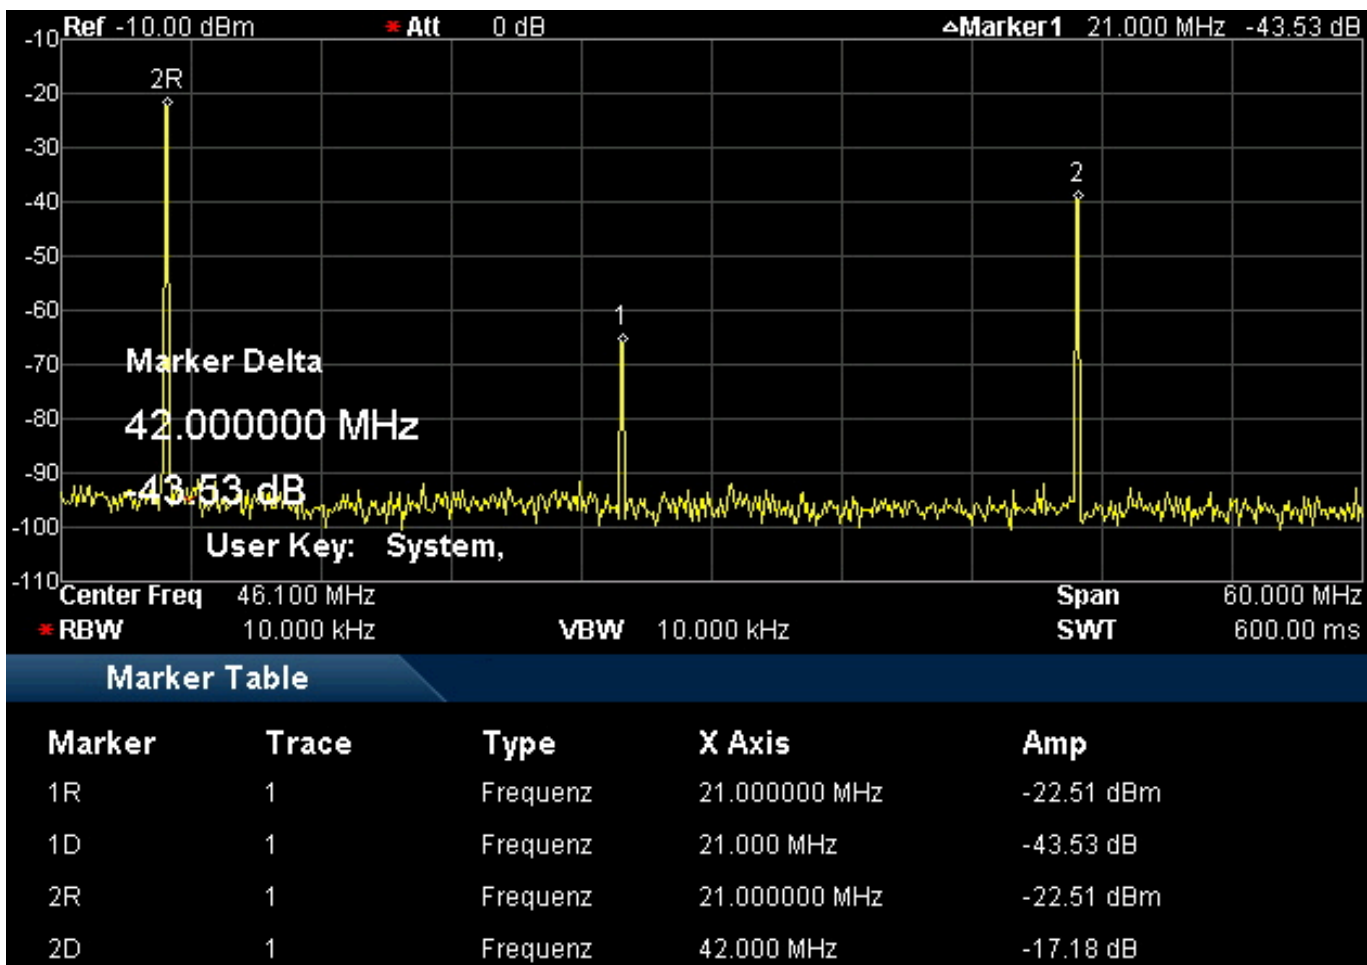 Ref -10.00 dBm * Att 0 dB ▵Marker1 21.000 MHz -43.53 dB
-10
2R
-20
-30
2
-40
-50
-60
1
Marker Delta
-70
42.000000 MHz
-80
-90
-43.53 dB
-100
User Key: System,
-110
Center Freq 46.100 MHz Span 60.000 MHz
* RBW 10.000 kHz VBW 10.000 kHz SWT 600.00 ms
Marker Table
Marker Trace Type X Axis Amp
1R 1 Frequenz 21.000000 MHz -22.51 dBm
1D 1 Frequenz 21.000 MHz -43.53 dB
2R 1 Frequenz 21.000000 MHz -22.51 dBm
2D 1 Frequenz 42.000 MHz -17.18 dB